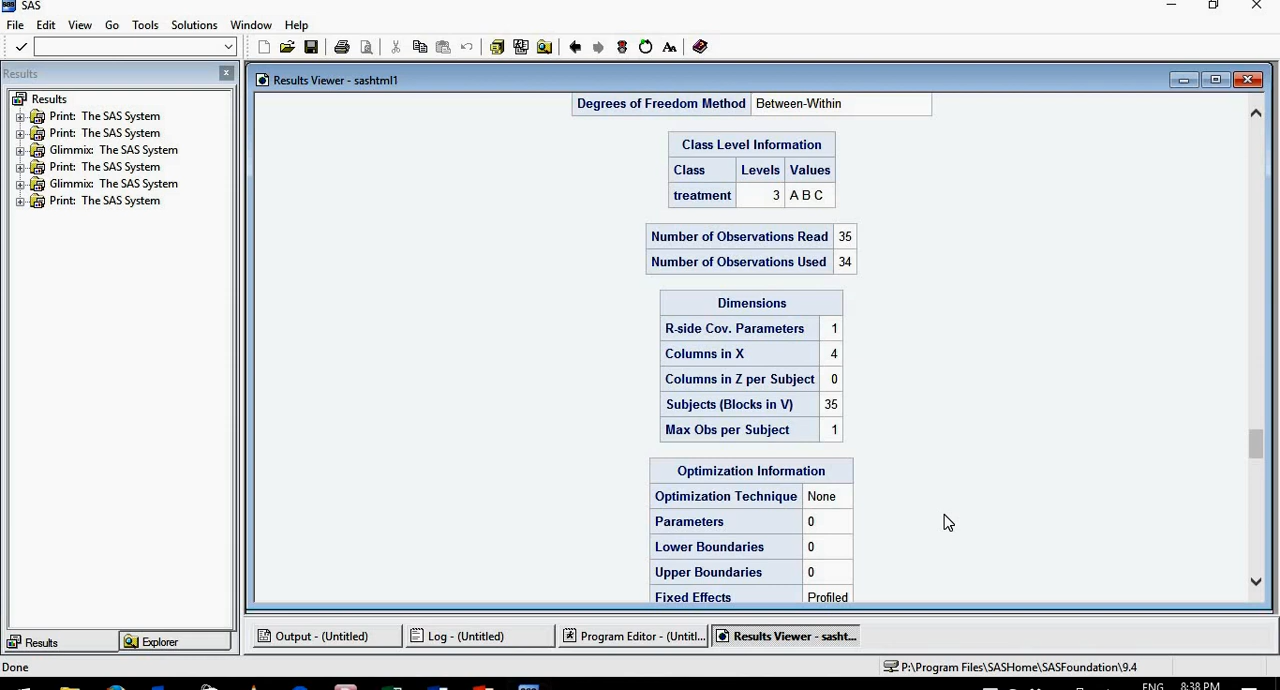 SAS
File Edit View Go Tools Solutions Window Help
Results
Results Viewer - sashtml1
Results
Print: The SAS System
Print: The SAS System
Glimmix: The SAS System
Print: The SAS System
Glimmix: The SAS System
Print: The SAS System
Degrees of Freedom Method Between-Within
Class Level Information
Class Levels Values
treatment 3 A B C
Number of Observations Read 35
Number of Observations Used 34
Dimensions
R-side Cov. Parameters 1
Columns in X 4
Columns in Z per Subject 0
Subjects (Blocks in V) 35
Max Obs per Subject 1
Optimization Information
Optimization Technique None
Parameters 0
Lower Boundaries 0
Upper Boundaries 0
Fixed Effects Profiled
Results Explorer
Output - (Untitled) Log - (Untitled) Program Editor - (Untitl... Results Viewer - sasht...
Done P:\Program Files\SASHome\SASFoundation\9.4
ENG 8:38 PM